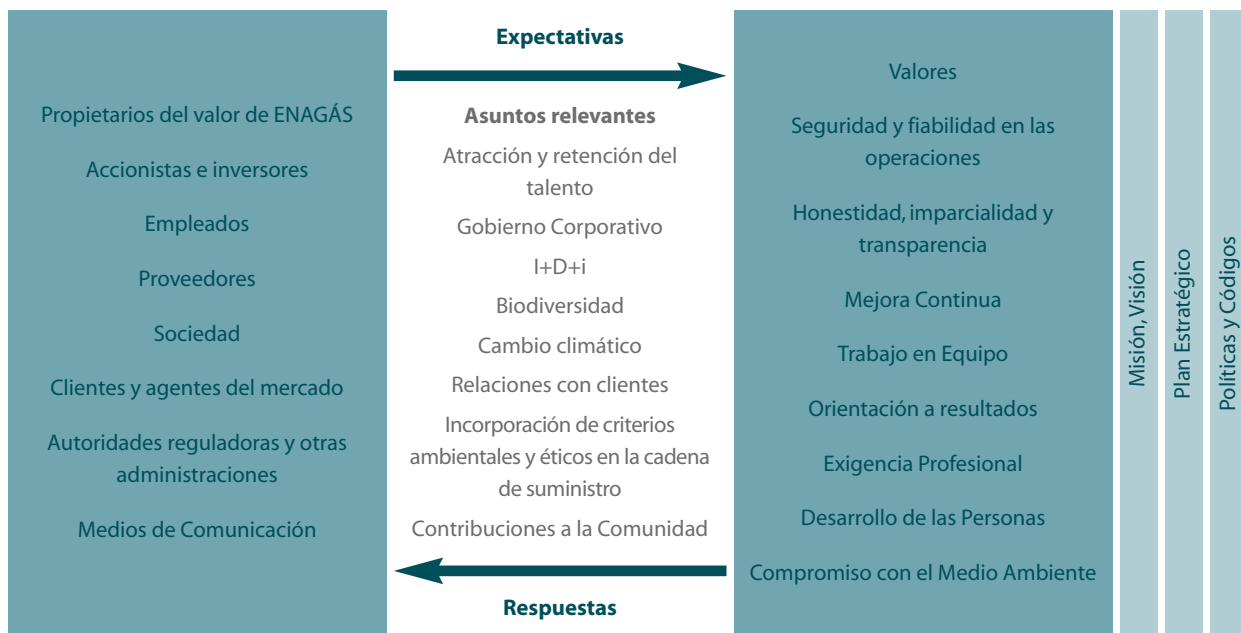 Propietarios del valor de ENAGÁS
Accionistas e inversores
Empleados
Proveedores
Sociedad
Clientes y agentes del mercado
Autoridades reguladoras y otras
administraciones
Medios de Comunicación
Expectativas
Asuntos relevantes
Atracción y retención del
talento
Gobierno Corporativo
I+D+i
Biodiversidad
Cambio climático
Relaciones con clientes
Incorporación de criterios
ambientales y éticos en la cadena
de suministro
Contribuciones a la Comunidad
Respuestas
Valores
Seguridad y fiabilidad en las
operaciones
Honestidad, imparcialidad y
transparencia
Mejora Continua
Trabajo en Equipo
Orientación a resultados
Exigencia Profesional
Desarrollo de las Personas
Compromiso con el Medio Ambiente
Misión, Visión
Plan Estratégico
Políticas y Códigos